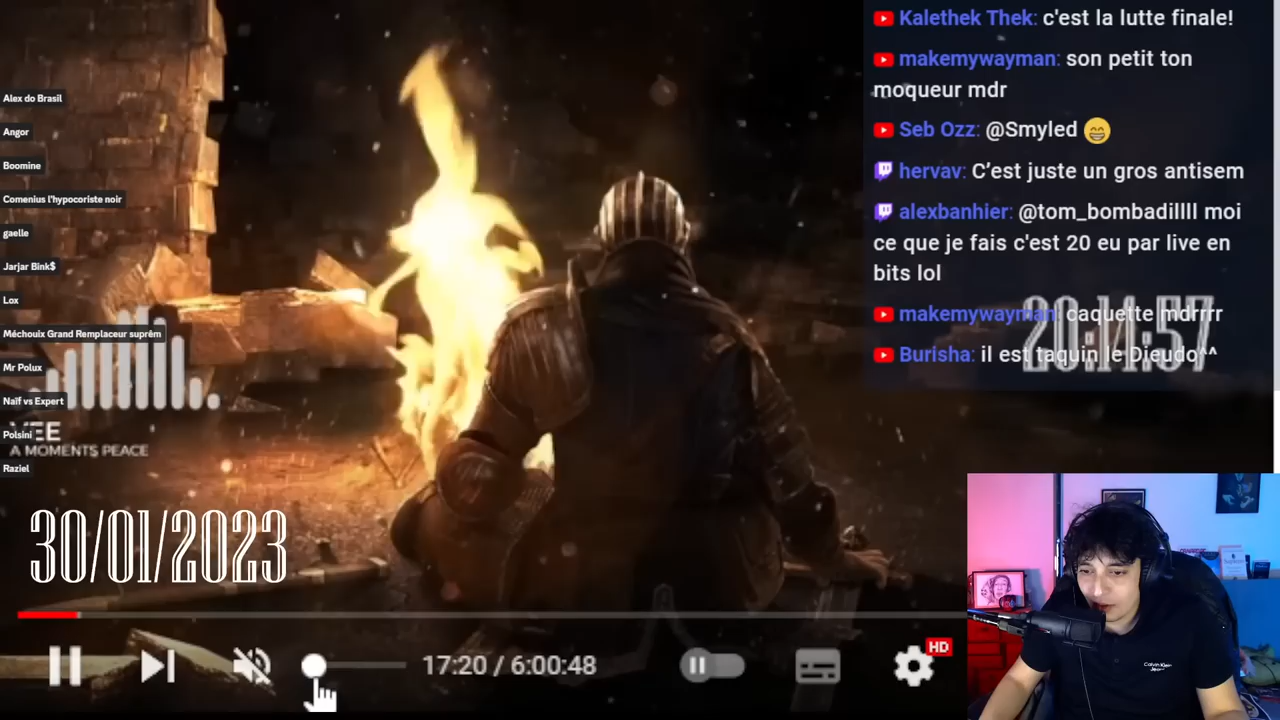 Kalethek Thek: c'est la lutte finale!
makemywayman: son petit ton
moqueur mdr
Seb Ozz: @Smyled 😁
hervav: C’est juste un gros antisem
alexbanhier: @tom_bombadillll moi
ce que je fais c'est 20 eu par live en
bits lol
makemywayman: caquette mdrrrr
Burisha: il est taquin le Dieudo^^
20:14:57
Alex do Brasil
Angor
Boomine
Comenius l'hypocoriste noir
gaelle
Jarjar Bink$
Lox
Méchouix Grand Remplaceur suprêm
Mr Polux
Naïf vs Expert
Polsini
Raziel
A MOMENTS PEACE
30/01/2023
17:20 / 6:00:48
HD
Calvin Klein
Jeans